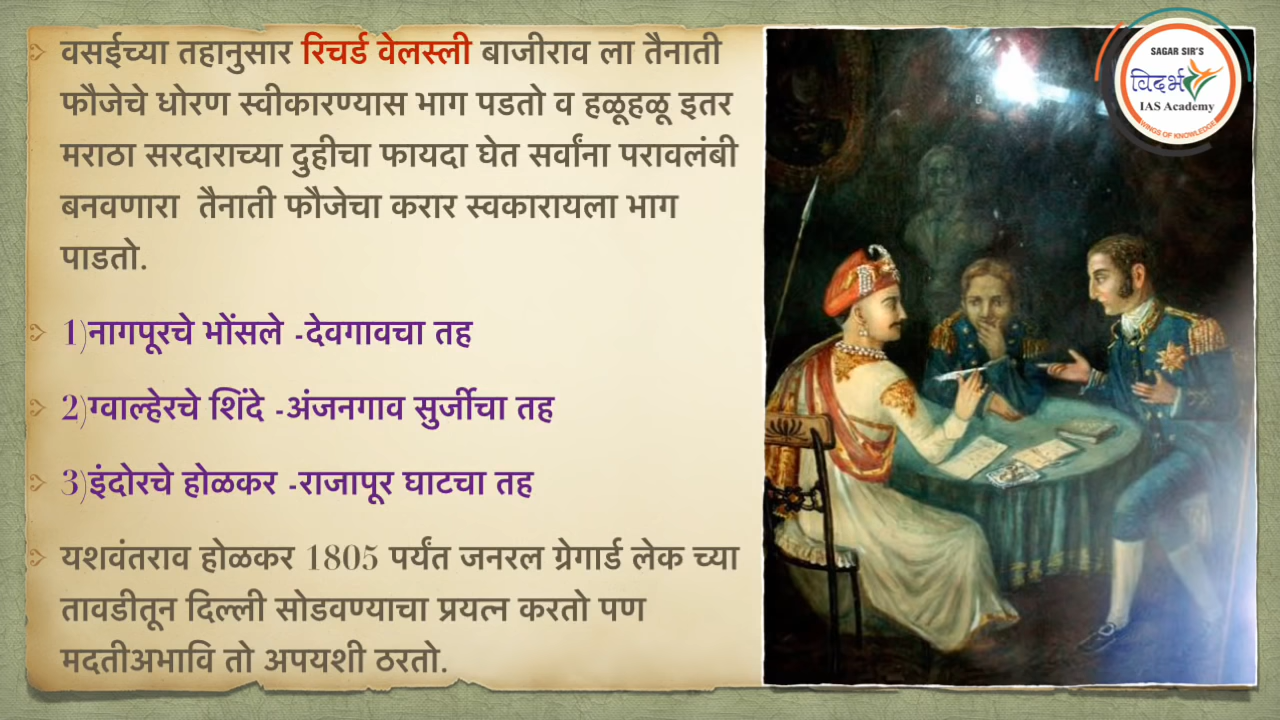 वसईच्या तहानुसार रिचर्ड वेलस्ली बाजीराव ला तैनाती
फौजेचे धोरण स्वीकारण्यास भाग पडतो व हळूहळू इतर
मराठा सरदाराच्या दुहीचा फायदा घेत सर्वांना परावलंबी
बनवणारा तैनाती फौजेचा करार स्वकारायला भाग
पाडतो.
1)नागपूरचे भोंसले -देवगावचा तह
2)ग्वाल्हेरचे शिंदे -अंजनगाव सुर्जीचा तह
3)इंदोरचे होळकर -राजापूर घाटचा तह
यशवंतराव होळकर 1805 पर्यंत जनरल ग्रेगार्ड लेक च्या
तावडीतून दिल्ली सोडवण्याचा प्रयत्न करतो पण
मदतीअभावि तो अपयशी ठरतो.
SAGAR SIR'S
विदर्भ
IAS Academy
WINGS OF KNOWLEDGE